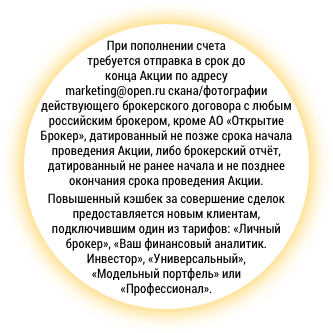 При пополнении счета
требуется отправка в срок до
конца Акции по адресу
marketing@open.ru скана/фотографии
действующего брокерского договора с любым
российским брокером, кроме АО «Открытие
Брокер», датированный не позже срока начала
проведения Акции, либо брокерский отчёт,
датированный не ранее начала и не позднее
окончания срока проведения Акции.
Повышенный кэшбек за совершение сделок
предоставляется новым клиентам,
подключившим один из тарифов: «Личный
брокер», «Ваш финансовый аналитик.
Инвестор», «Универсальный»,
«Модельный портфель» или
«Профессионал».